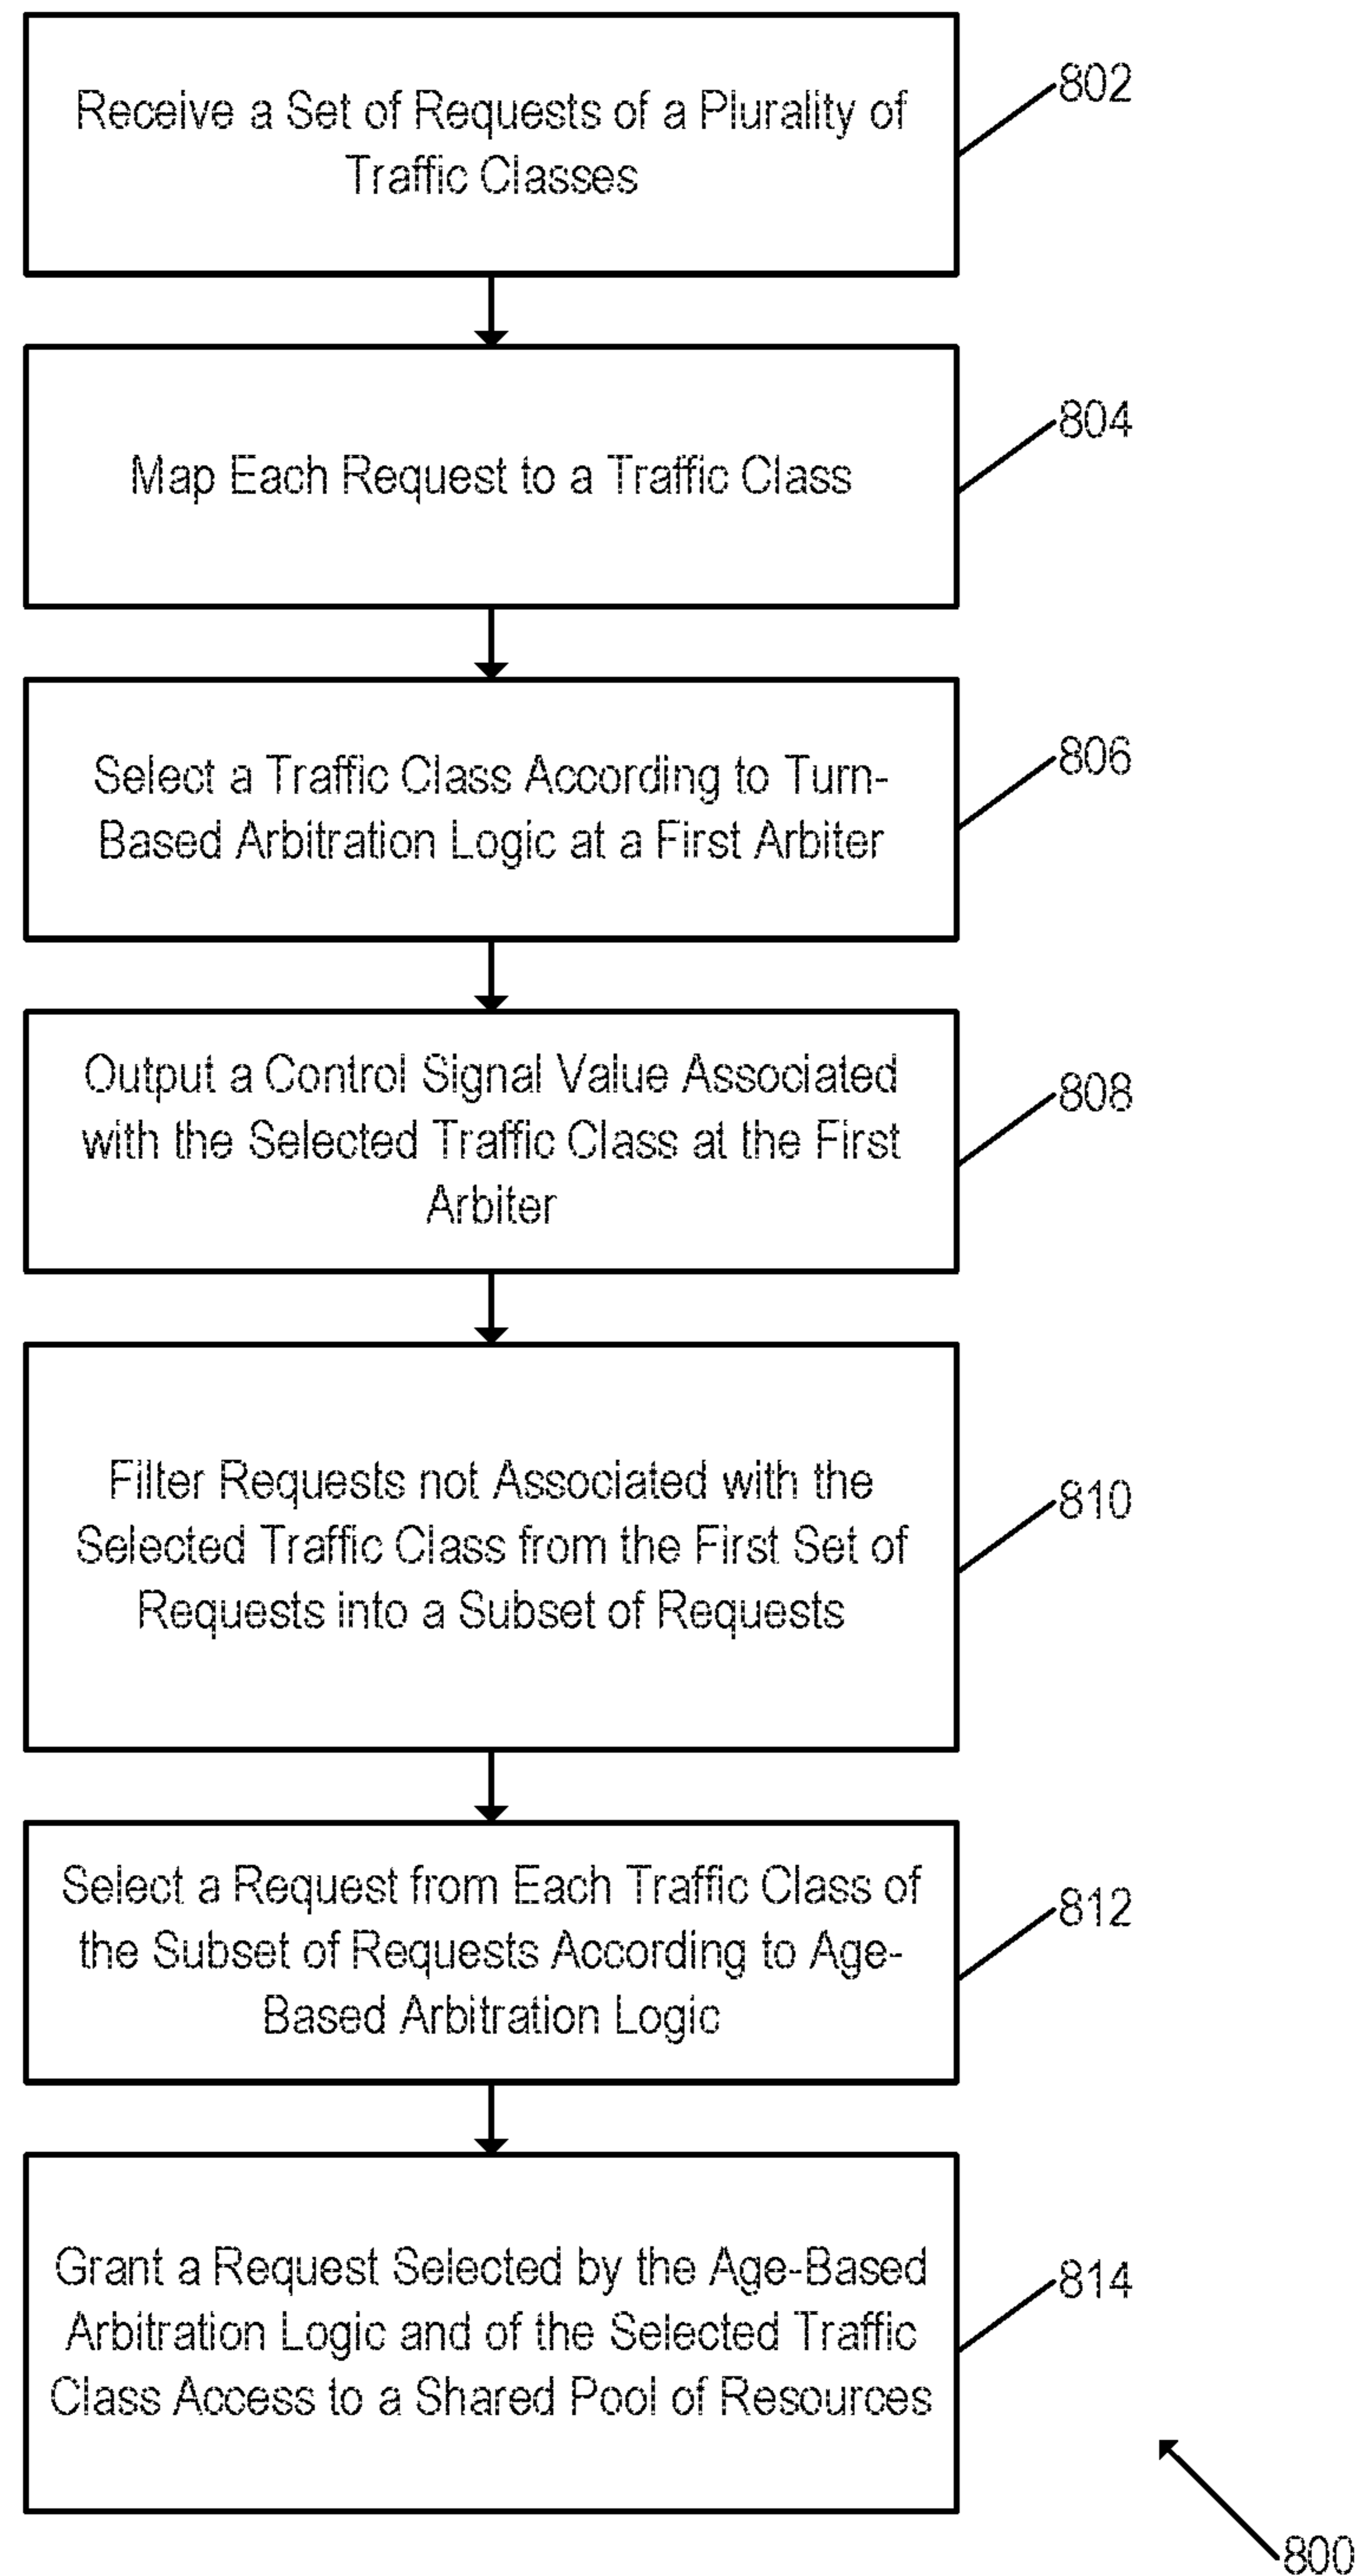 Receive a Set of Requests of a Plurality of
Traffic Classes
802
Map Each Request to a Traffic Class
804
Select a Traffic Class According to Turn-
Based Arbitration Logic at a First Arbiter
806
Output a Control Signal Value Associated
with the Selected Traffic Class at the First
Arbiter
808
Filter Requests not Associated with the
Selected Traffic Class from the First Set of
Requests into a Subset of Requests
810
Select a Request from Each Traffic Class of
the Subset of Requests According to Age-
Based Arbitration Logic
812
Grant a Request Selected by the Age-Based
Arbitration Logic and of the Selected Traffic
Class Access to a Shared Pool of Resources
814
800